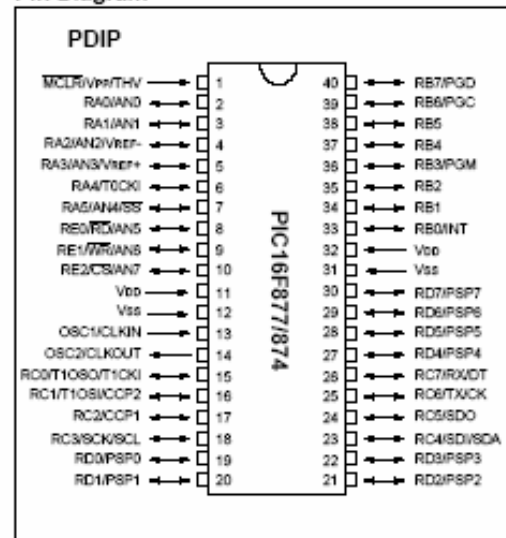 PDIP
MCLR/VPP/THV 1
RA0/AN0 2
RA1/AN1 3
RA2/AN2/VREF- 4
RA3/AN3/VREF+ 5
RA4/T0CKI 6
RA5/AN4/SS 7
RE0/RD/AN5 8
RE1/WR/AN6 9
RE2/CS/AN7 10
VDD 11
VSS 12
OSC1/CLKIN 13
OSC2/CLKOUT 14
RC0/T1OSO/T1CKI 15
RC1/T1OSI/CCP2 16
RC2/CCP1 17
RC3/SCK/SCL 18
RD0/PSP0 19
RD1/PSP1 20
PIC16F877/874
40 RB7/PGD
39 RB6/PGC
38 RB5
37 RB4
36 RB3/PGM
35 RB2
34 RB1
33 RB0/INT
32 VDD
31 VSS
30 RD7/PSP7
29 RD6/PSP6
28 RD5/PSP5
27 RD4/PSP4
26 RC7/RX/DT
25 RC6/TX/CK
24 RC5/SDO
23 RC4/SDI/SDA
22 RD3/PSP3
21 RD2/PSP2